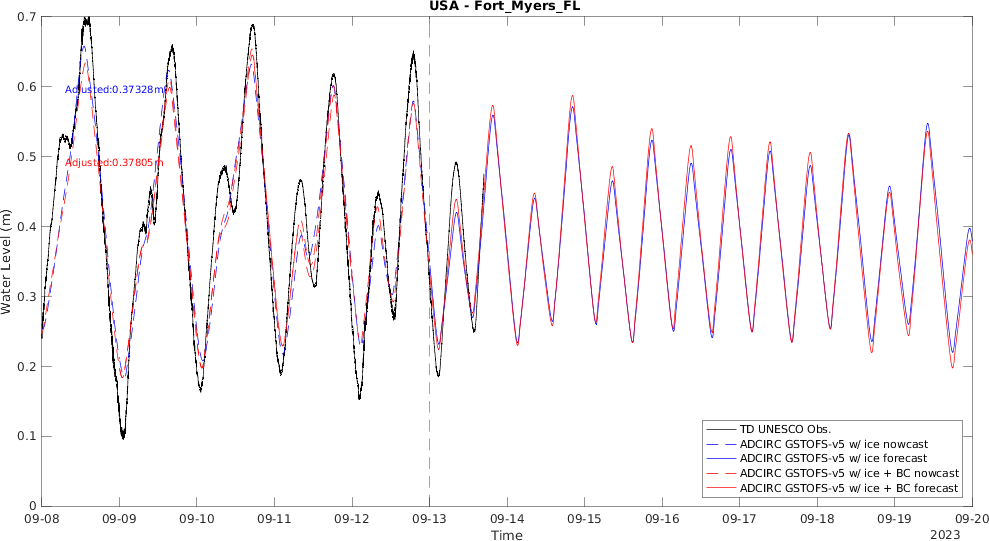 USA - Fort_Myers_FL
0.7
0.6
0.5
0.4
0.3
0.2
0.1
0
Water Level (m)
Adjusted:0.37328m
Adjusted:0.37805m
TD UNESCO Obs.
ADCIRC GSTOFS-v5 w/ ice nowcast
ADCIRC GSTOFS-v5 w/ ice forecast
ADCIRC GSTOFS-v5 w/ ice + BC nowcast
ADCIRC GSTOFS-v5 w/ ice + BC forecast
09-08 09-09 09-10 09-11 09-12 09-13 09-14 09-15 09-16 09-17 09-18 09-19 09-20
Time
2023